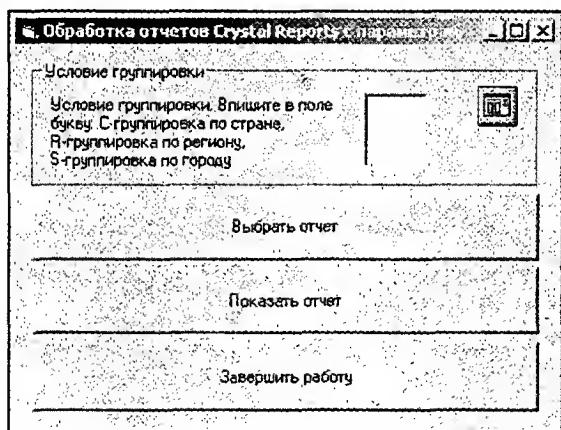 Обработка отчетов Crystal Reports с параметро
Условие группировки
Условие группировки. Впишите в поле
букву: С-группировка по стране,
R-группировка по региону,
S-группировка по городу
Выбрать отчет
Показать отчет
Завершить работу